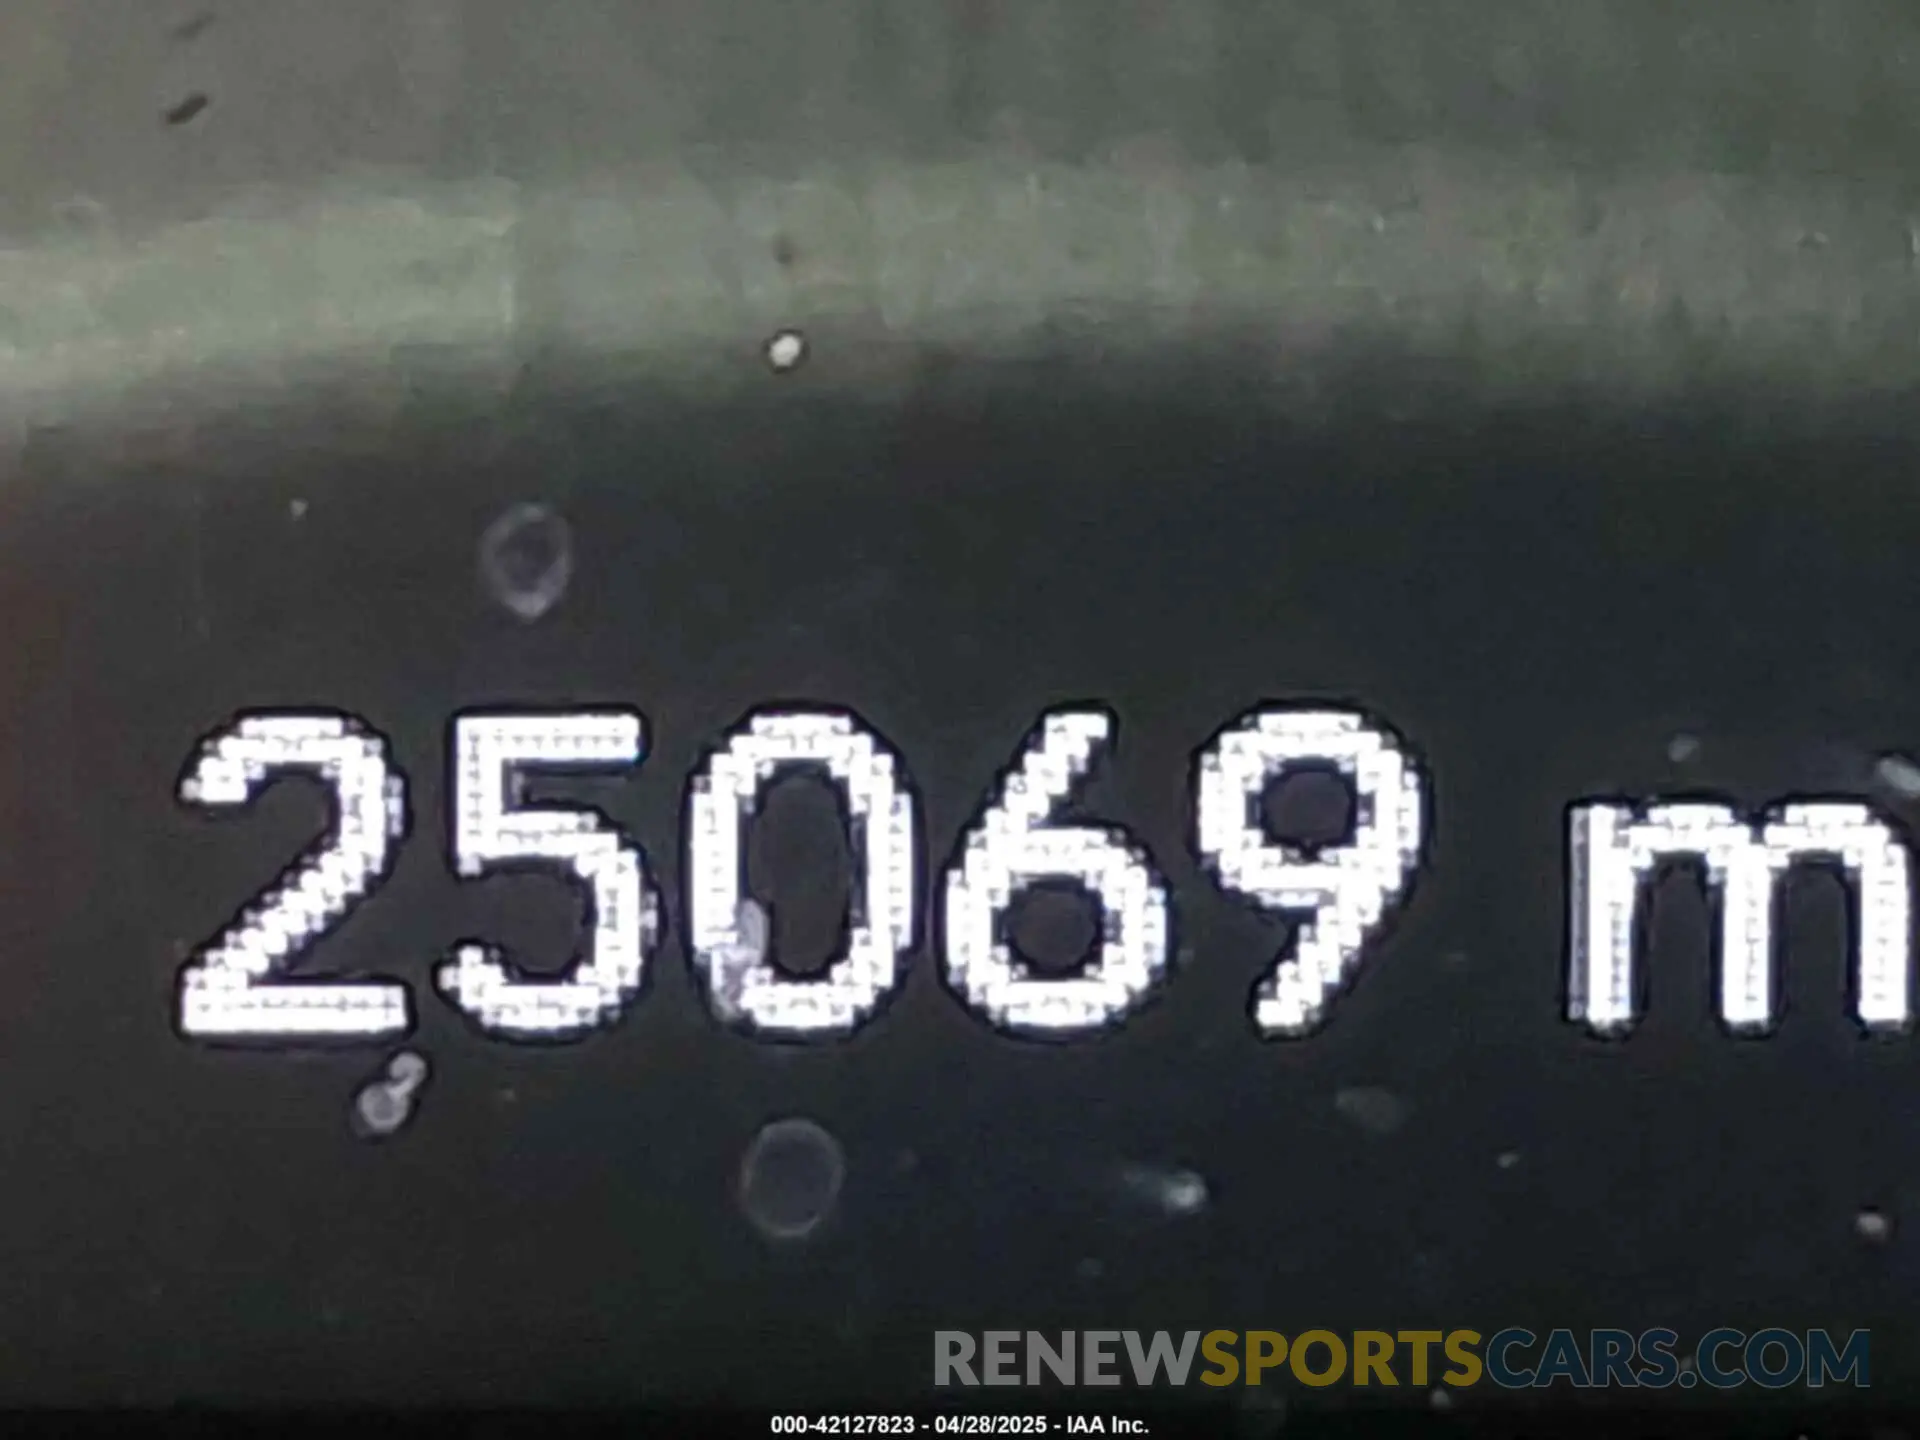 25069 m
RENEWSPORTSCARS.COM
000-42127823 - 04/28/2025 - IAA Inc.